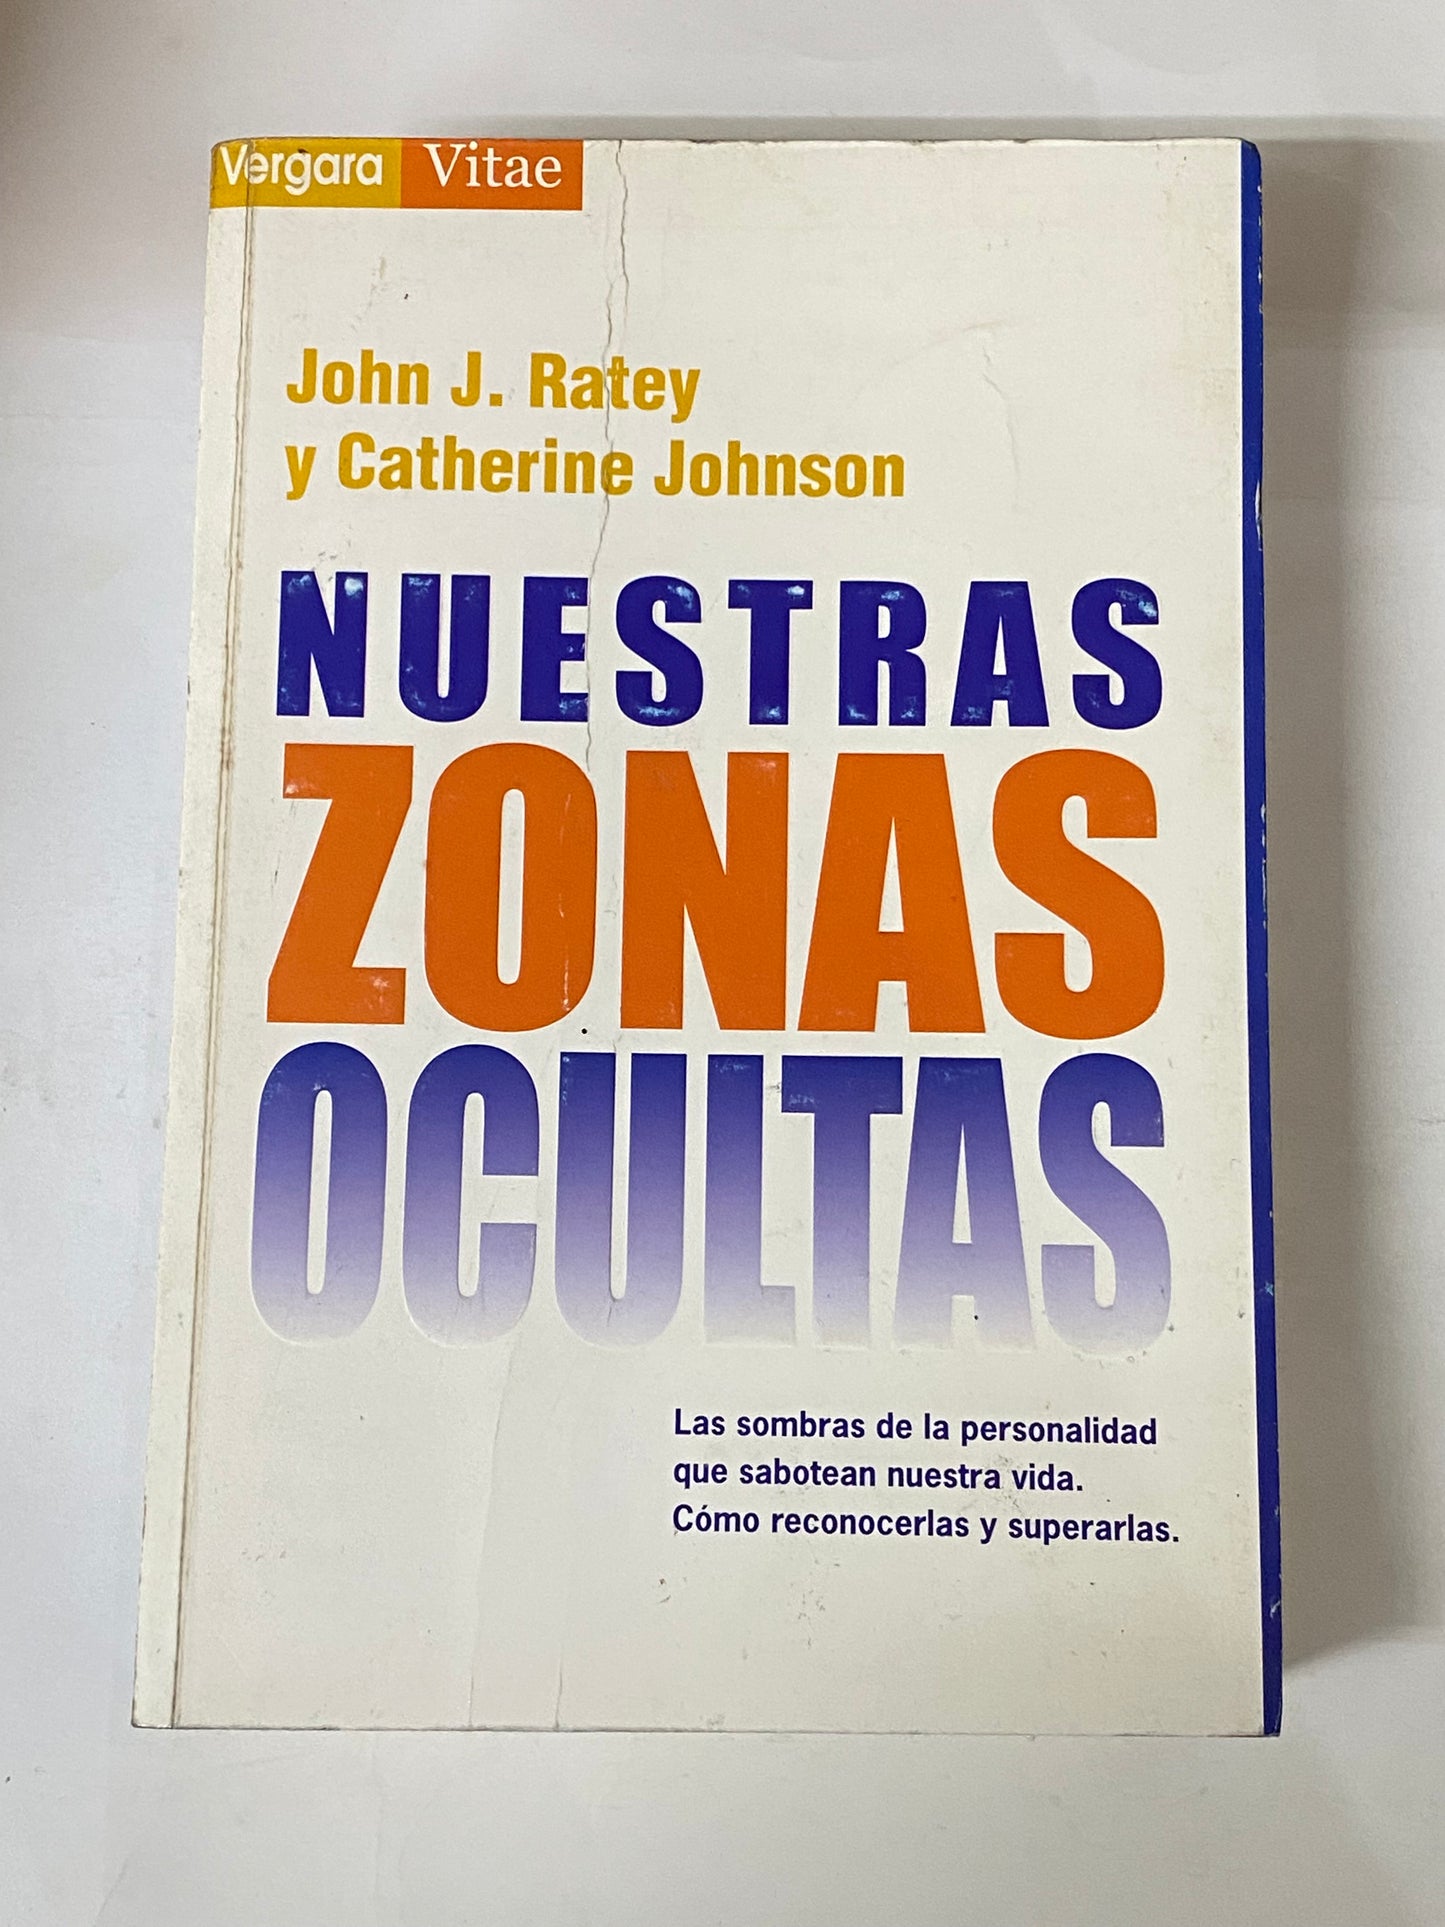 Vergara Vitae
John J. Ratey
y Catherine Johnson
NUESTRAS
ZONAS
OCULTAS
Las sombras de la personalidad
que sabotean nuestra vida.
Cómo reconocerlas y superarlas.